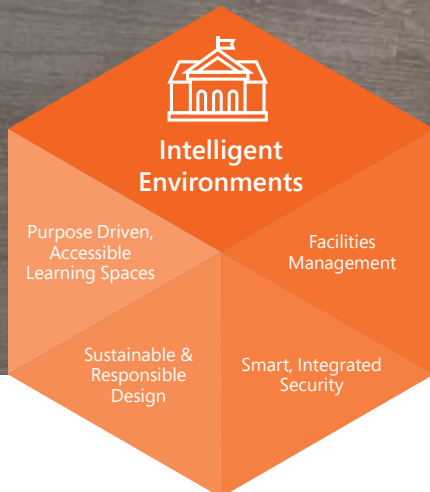 Intelligent
Environments
Purpose Driven,
Accessible
Learning Spaces
Facilities
Management
Sustainable &
Responsible
Design
Smart, Integrated
Security